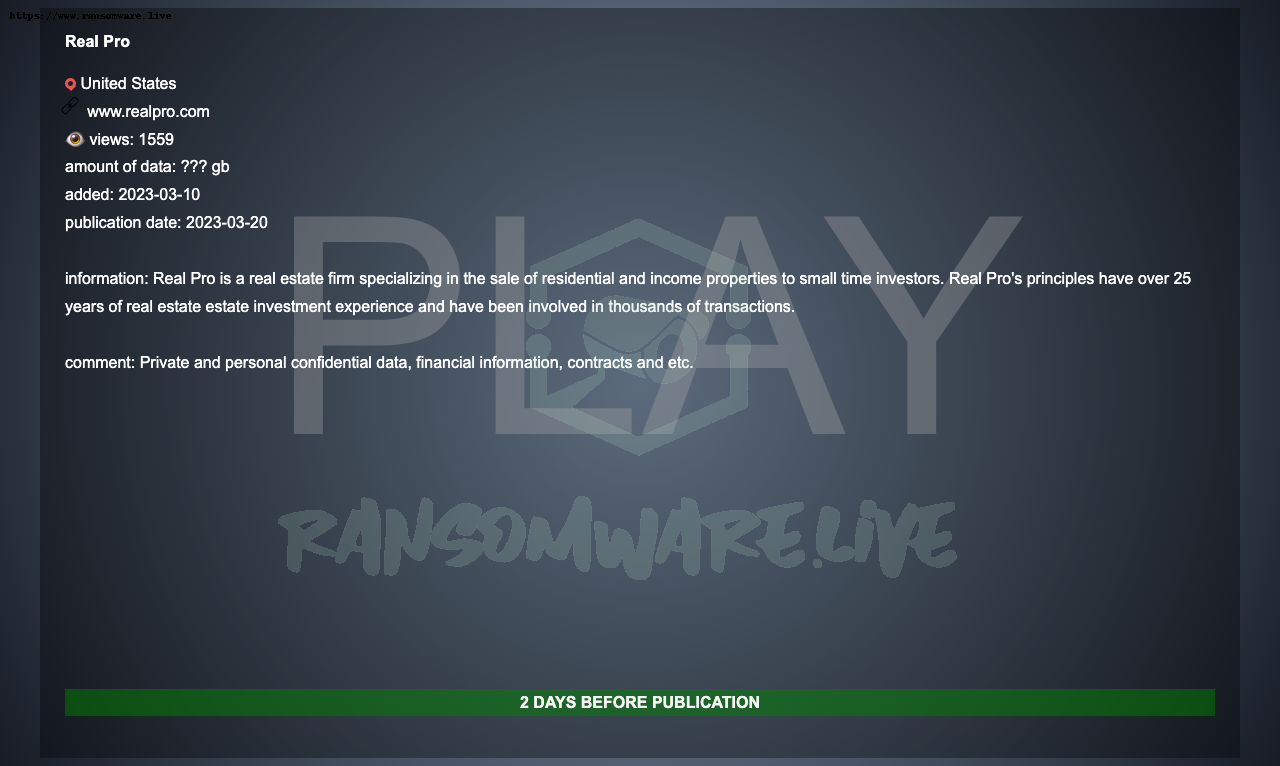 https://www.ransomware.live
Real Pro
United States
www.realpro.com
views: 1559
amount of data: ??? gb
added: 2023-03-10
publication date: 2023-03-20
PLAY
information: Real Pro is a real estate firm specializing in the sale of residential and income properties to small time investors. Real Pro's principles have over 25
years of real estate estate investment experience and have been involved in thousands of transactions.
comment: Private and personal confidential data, financial information, contracts and etc.
RANSOMWARE.LIVE
2 DAYS BEFORE PUBLICATION